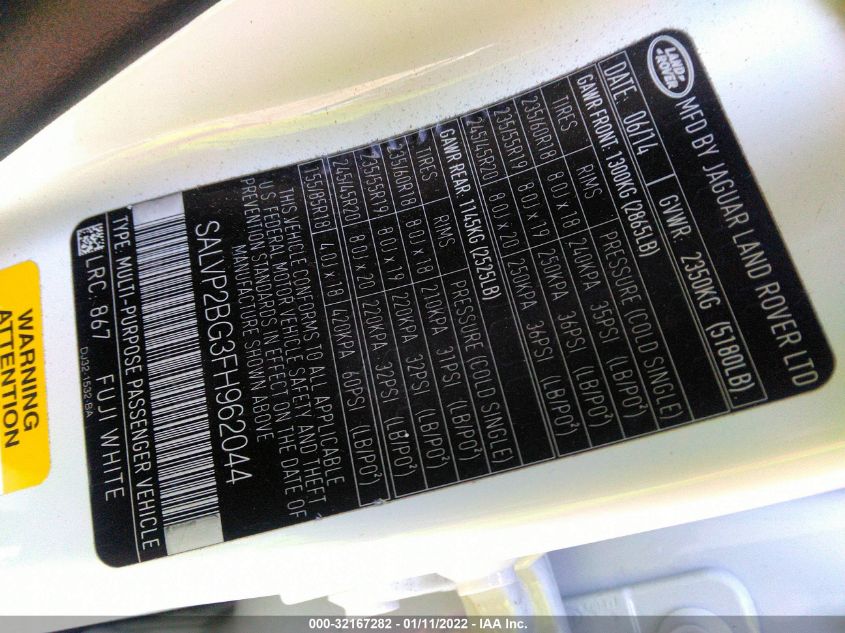 LAND
ROVER
MFD BY JAGUAR LAND ROVER LTD
DATE: 06/14 GVWR: 2350KG (5180LB).
GAWR FRONT: 1300KG (2865LB)
TIRES RIMS PRESSURE (COLD SINGLE)
235/60R18 8.0J x 18 240KPA 35PSI (LB/PO²)
235/55R19 8.0J x 19 250KPA 36PSI (LB/PO²)
245/45R20 8.0J x 20 250KPA 36PSI (LB/PO²)
GAWR REAR: 1145KG (2525LB)
TIRES RIMS PRESSURE (COLD SINGLE)
235/60R18 8.0J x 18 210KPA 31PSI (LB/PO²)
235/55R19 8.0J x 19 220KPA 32PSI (LB/PO²)
245/45R20 8.0J x 20 220KPA 32PSI (LB/PO²)
155/85R18 4.0J x 18 420KPA 60PSI (LB/PO²)
THIS VEHICLE CONFORMS TO ALL APPLICABLE
U S FEDERAL MOTOR VEHICLE SAFETY AND THEFT
PREVENTION STANDARDS IN EFFECT ON THE DATE OF
MANUFACTURE SHOWN ABOVE
SALVP2BG3FH962044
TYPE: MULTI-PURPOSE PASSENGER VEHICLE
LRC: 867 FUJI WHITE
WARNING
ATTENTION
000-32167282 - 01/11/2022 - IAA Inc.